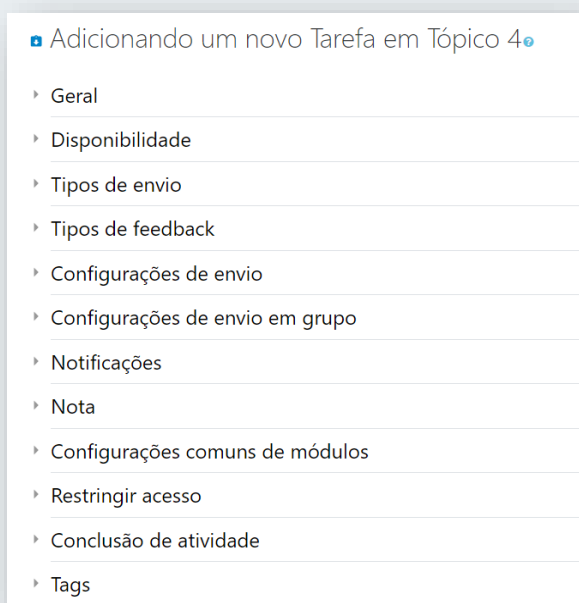 Adicionando um novo Tarefa em Tópico 4
Geral
Disponibilidade
Tipos de envio
Tipos de feedback
Configurações de envio
Configurações de envio em grupo
Notificações
Nota
Configurações comuns de módulos
Restringir acesso
Conclusão de atividade
Tags